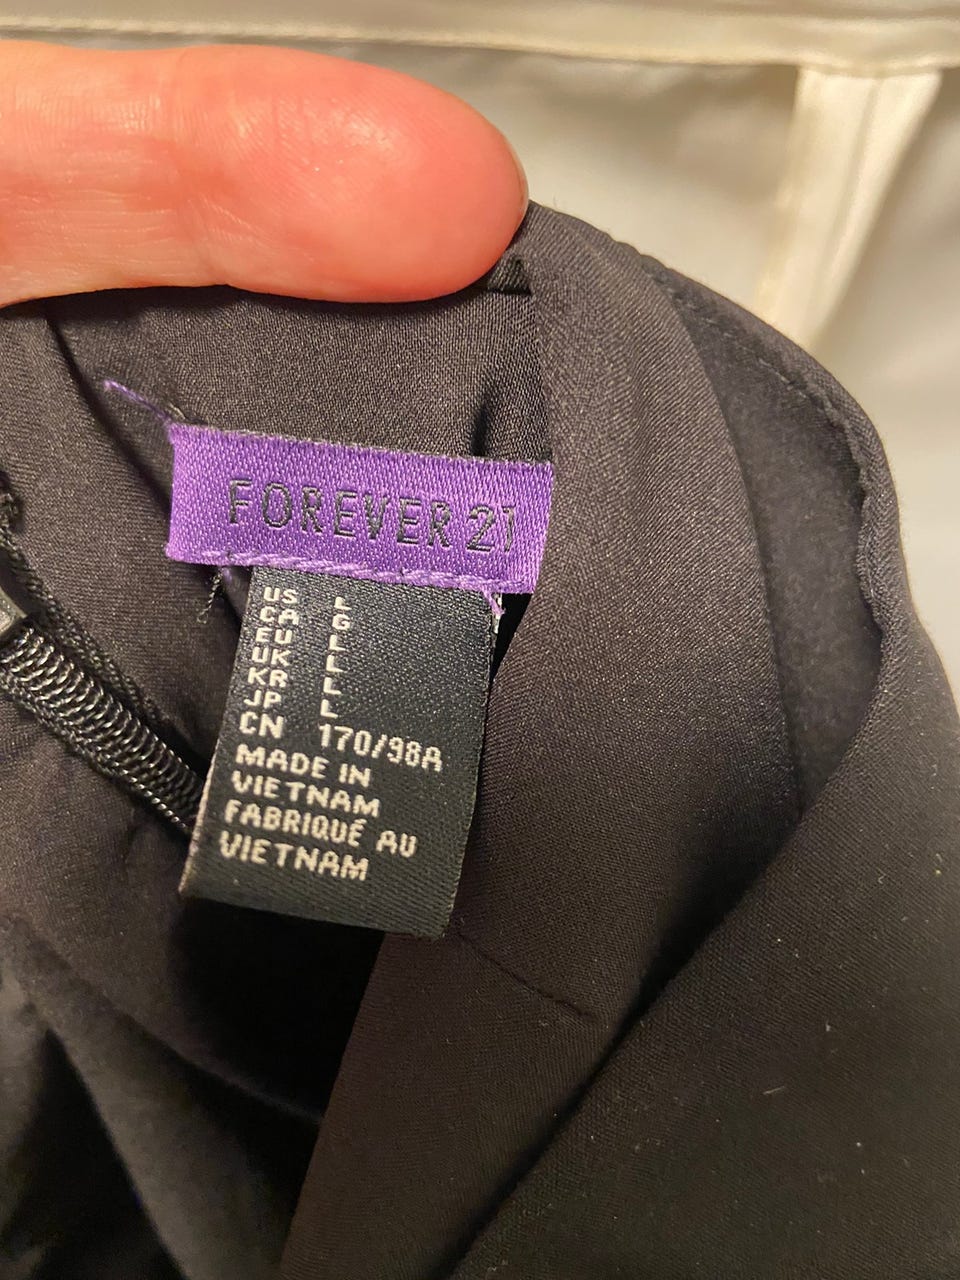 FOREVER 21
US L
CA G
EU L
UK L
KR L
JP L
CN 170/98A
MADE IN
VIETNAM
FABRIQUÉ AU
VIETNAM